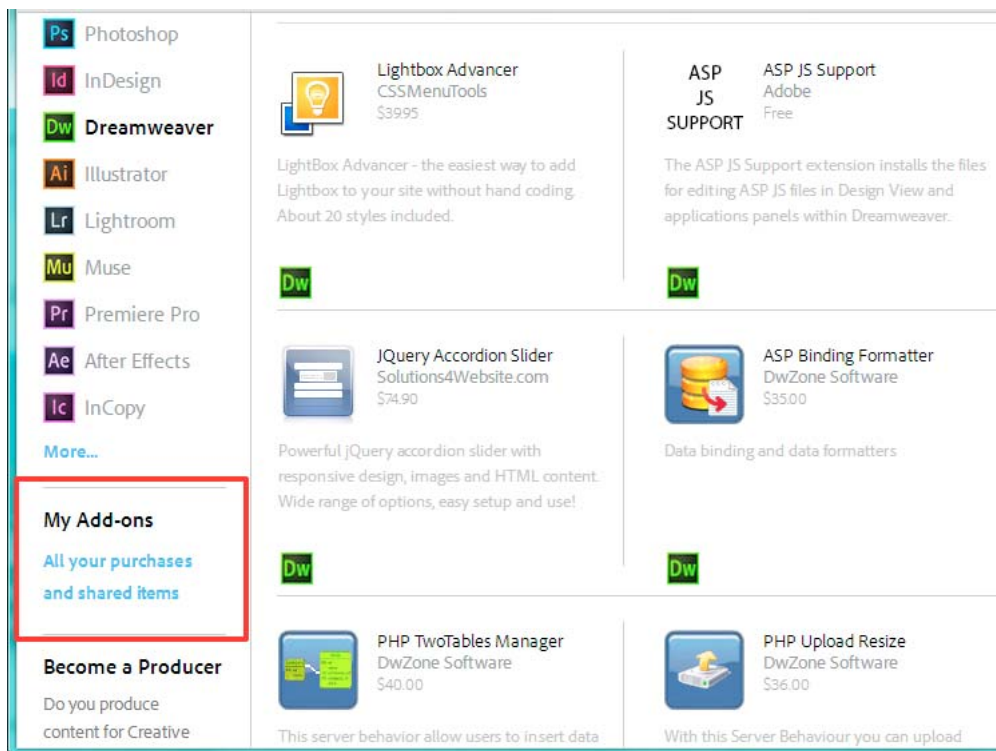 Ps Photoshop
Id InDesign
Dw Dreamweaver
Ai Illustrator
Lr Lightroom
Mu Muse
Pr Premiere Pro
Ae After Effects
Ic InCopy
More...
My Add-ons
All your purchases
and shared items
Become a Producer
Do you produce
content for Creative
Lightbox Advancer
CSSMenuTools
$39.95
LightBox Advancer - the easiest way to add
Lightbox to your site without hand coding.
About 20 styles included.
Dw
ASP
JS
SUPPORT
ASP JS Support
Adobe
Free
The ASP JS Support extension installs the files
for editing ASP JS files in Design View and
applications panels within Dreamweaver.
Dw
JQuery Accordion Slider
Solutions4Website.com
$74.90
Powerful jQuery accordion slider with
responsive design, images and HTML content.
Wide range of options, easy setup and use!
Dw
ASP Binding Formatter
DwZone Software
$35.00
Data binding and data formatters
Dw
PHP TwoTables Manager
DwZone Software
$40.00
This server behavior allow users to insert data
PHP Upload Resize
DwZone Software
$36.00
With this Server Behaviour you can upload